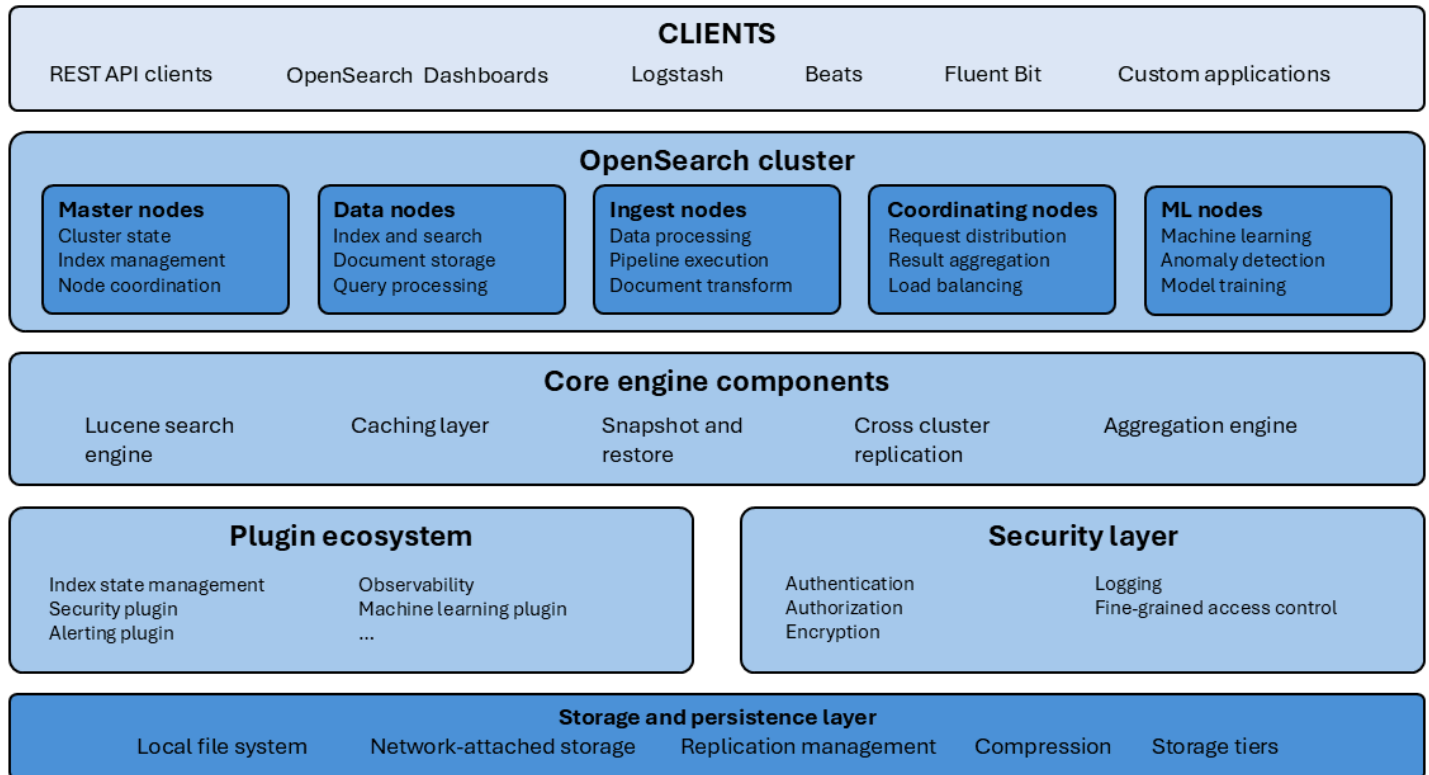 CLIENTS
REST API clients OpenSearch Dashboards Logstash Beats Fluent Bit Custom applications
OpenSearch cluster
Master nodes
Cluster state
Index management
Node coordination
Data nodes
Index and search
Document storage
Query processing
Ingest nodes
Data processing
Pipeline execution
Document transform
Coordinating nodes
Request distribution
Result aggregation
Load balancing
ML nodes
Machine learning
Anomaly detection
Model training
Core engine components
Lucene search
engine
Caching layer
Snapshot and
restore
Cross cluster
replication
Aggregation engine
Plugin ecosystem
Index state management
Security plugin
Alerting plugin
Observability
Machine learning plugin
...
Security layer
Authentication
Authorization
Encryption
Logging
Fine-grained access control
Storage and persistence layer
Local file system Network-attached storage Replication management Compression Storage tiers